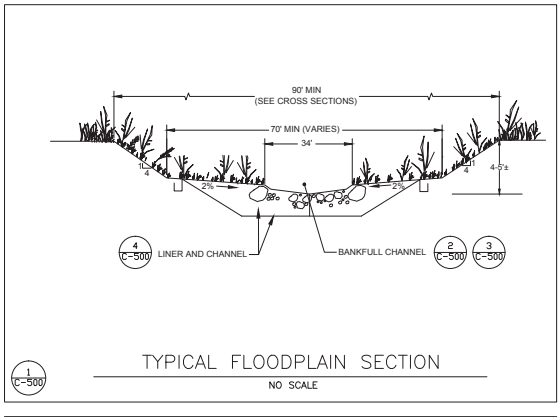 90' MIN
(SEE CROSS SECTIONS)
70' MIN (VARIES)
34'
1
4
1
4
4-5'±
2%
2%
4
C-500
LINER AND CHANNEL
BANKFULL CHANNEL
2
C-500
3
C-500
TYPICAL FLOODPLAIN SECTION
NO SCALE
1
C-500